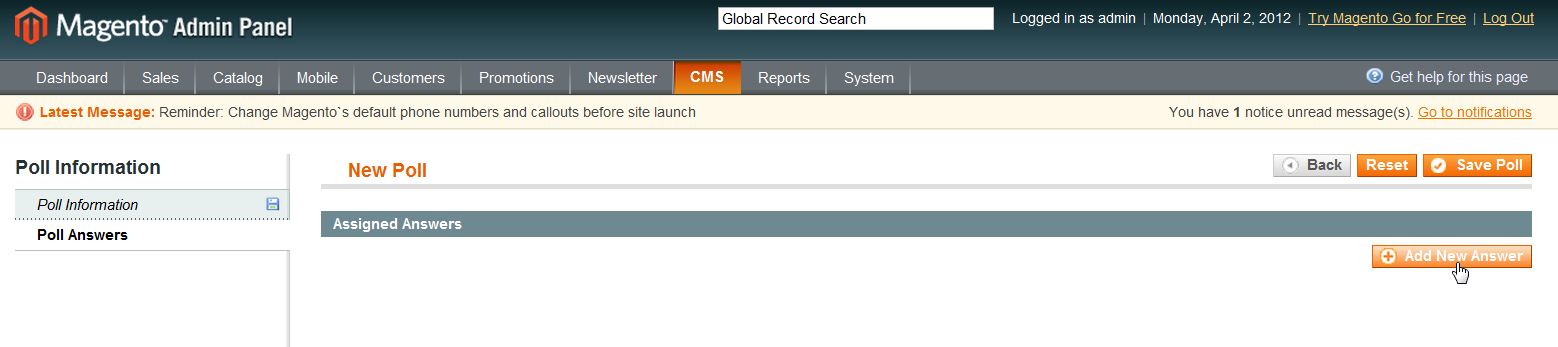 Magento™ Admin Panel
Global Record Search
Logged in as admin | Monday, April 2, 2012 | Try Magento Go for Free | Log Out
Dashboard Sales Catalog Mobile Customers Promotions Newsletter CMS Reports System Get help for this page
Latest Message: Reminder: Change Magento`s default phone numbers and callouts before site launch You have 1 notice unread message(s). Go to notifications
Poll Information
Poll Information
Poll Answers
New Poll
Back Reset Save Poll
Assigned Answers
Add New Answer